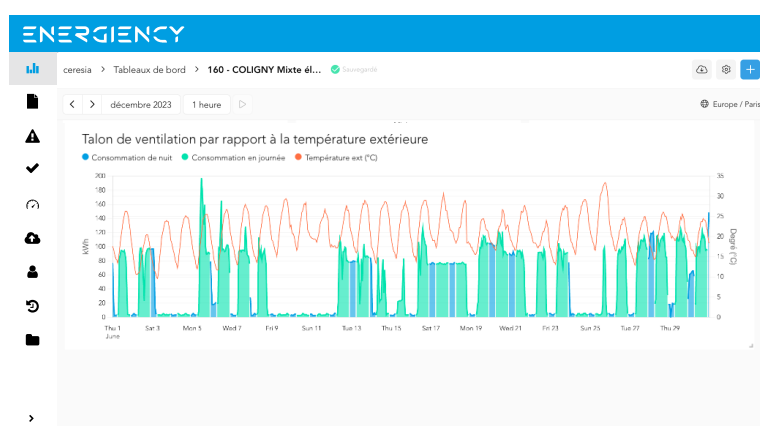 ENERGIENCY
ceresia > Tableaux de bord > 160 - COLIGNY Mixte él... Sauvegardé
décembre 2023 1 heure Europe / Paris
Talon de ventilation par rapport à la température extérieure
Consommation de nuit Consommation en journée Température ext (°C)
200 35
180
160 30
140 25
120
100 20
80 15
60 10
40
20 5
0 0
kWh
Degré (°C)
Thu 1 Sat 3 Mon 5 Wed 7 Fri 9 Sun 11 Tue 13 Thu 15 Sat 17 Mon 19 Wed 21 Fri 23 Sun 25 Tue 27 Thu 29
June